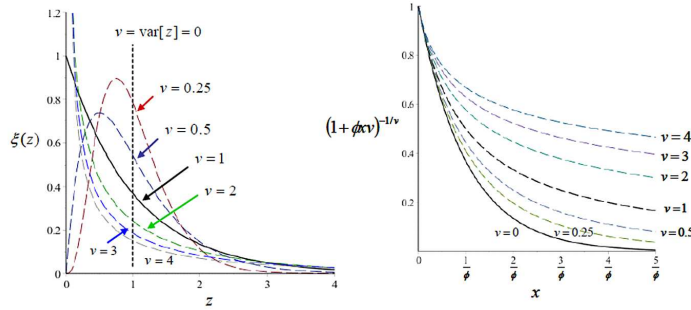 1.2
1
0.8
0.6
0.4
0.2
0
ξ(z)
v = var[z] = 0
v = 0.25
v = 0.5
v = 1
v = 2
v = 3
v = 4
0 1 2 3 4
z
(1+ϕxv)^{-1/v}
1
0.8
0.6
0.4
0.2
v = 4
v = 3
v = 2
v = 1
v = 0.5
v = 0
v = 0.25
0 1/ϕ 2/ϕ 3/ϕ 4/ϕ 5/ϕ
x